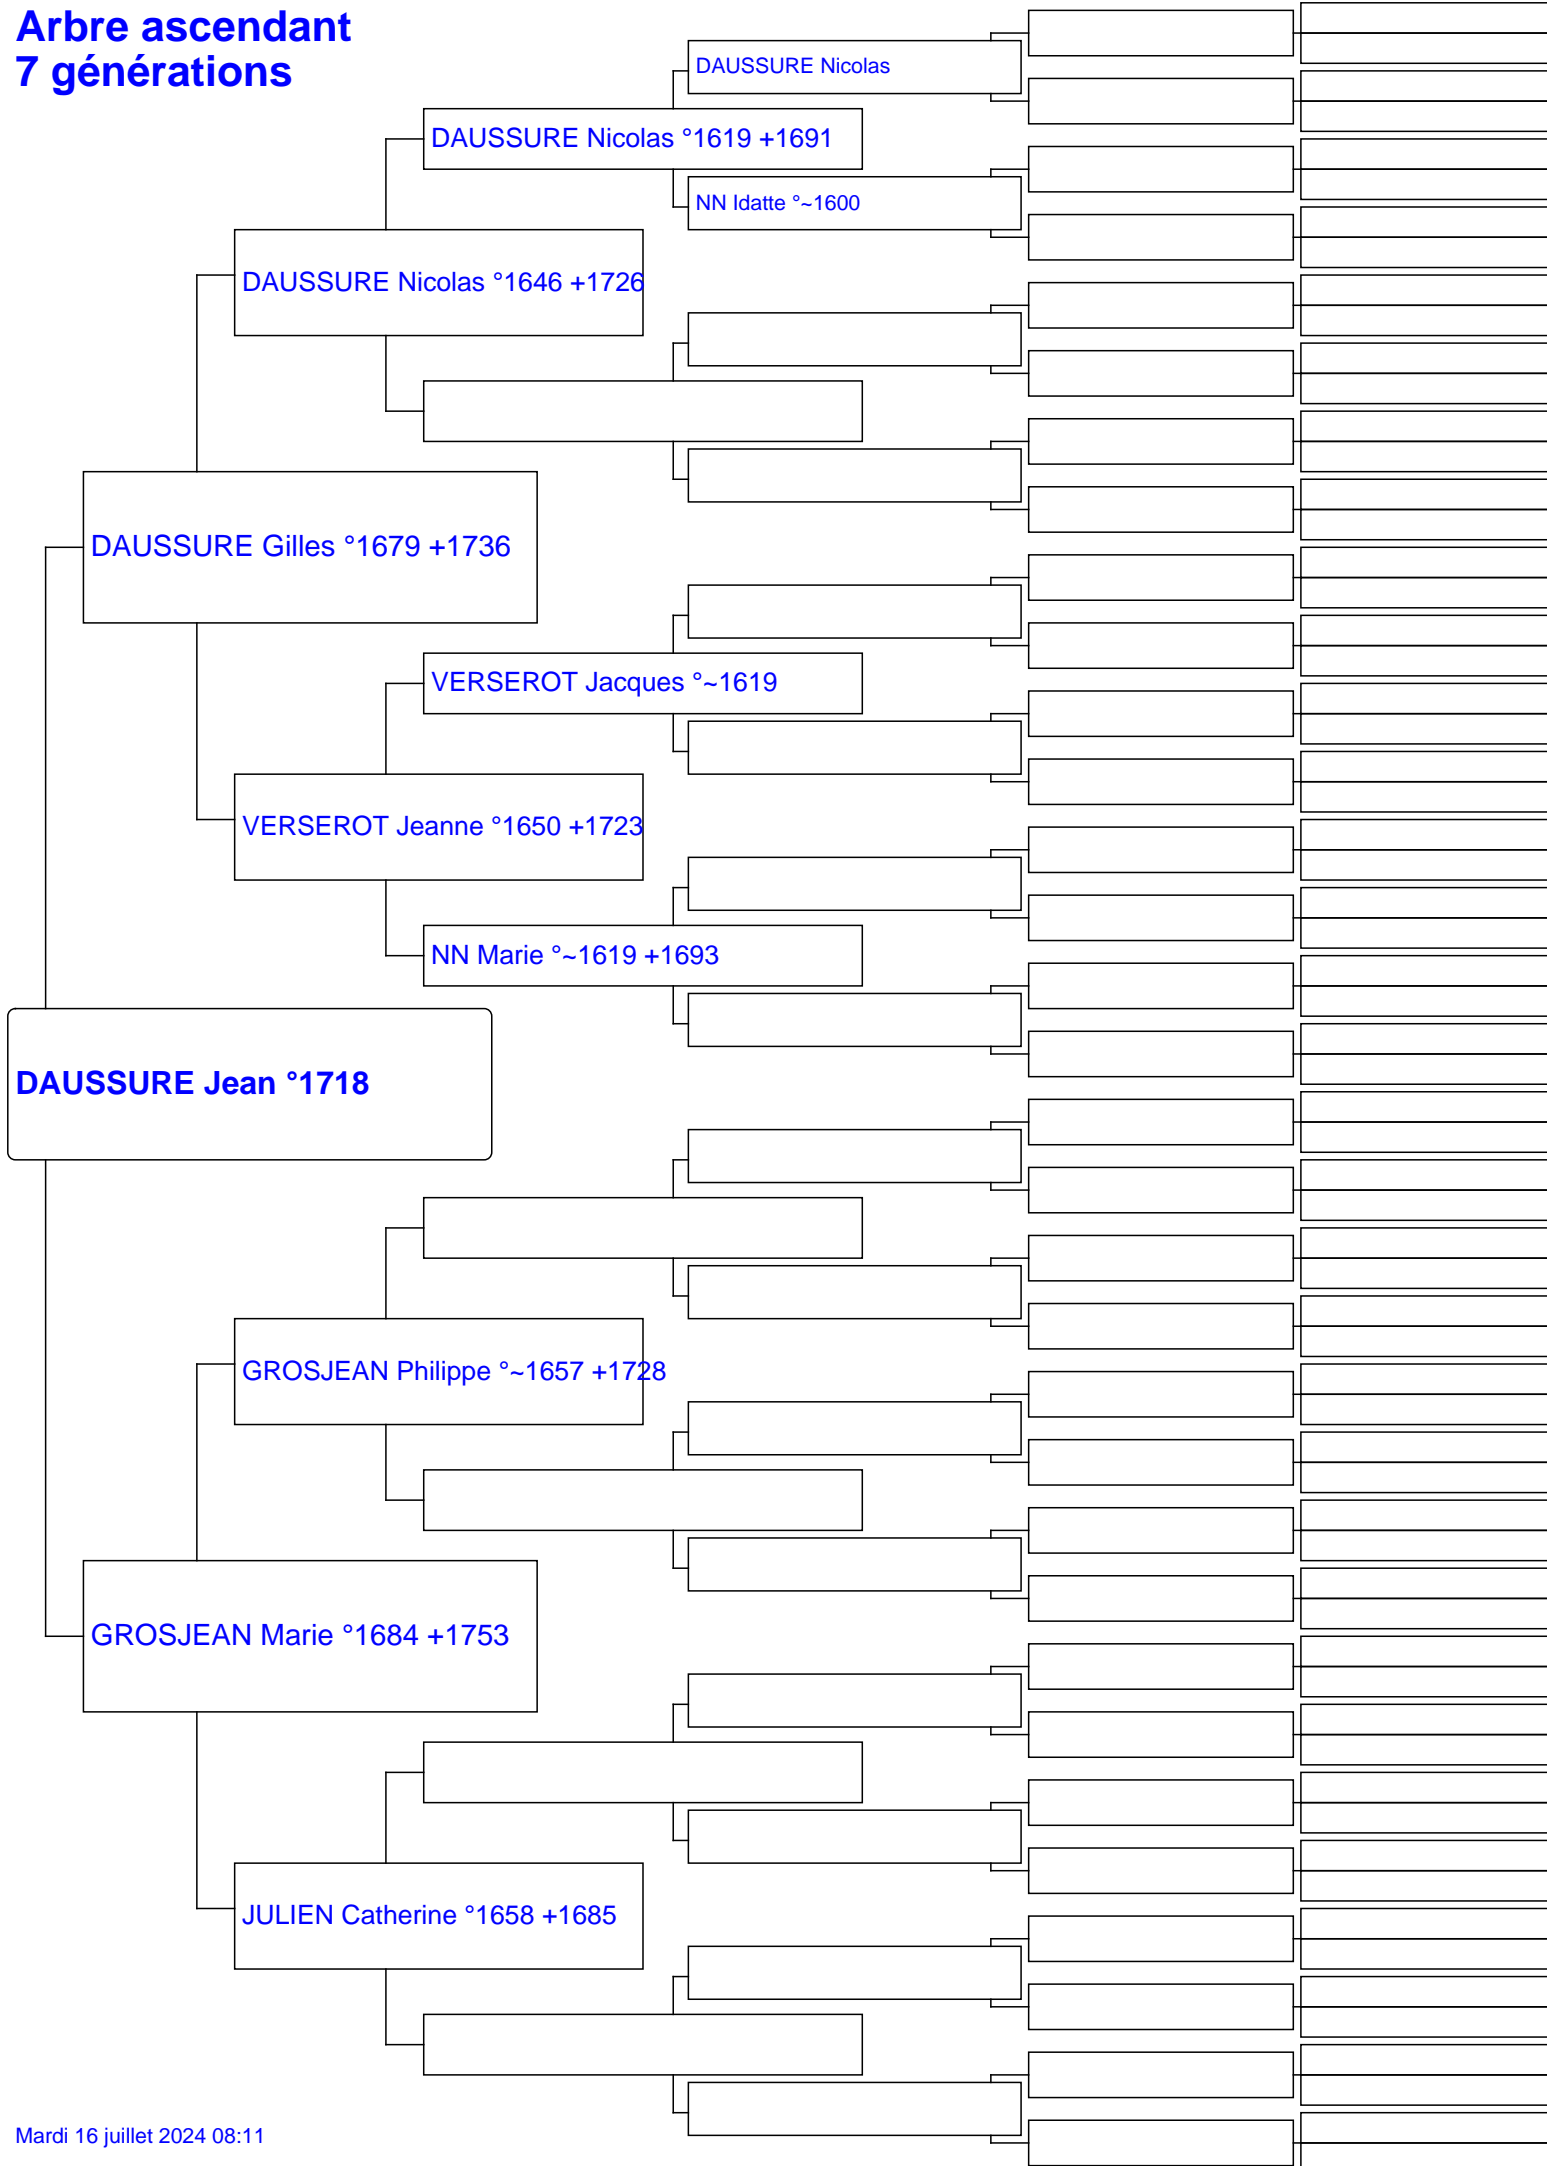 Arbre ascendant
7 générations
DAUSSURE Nicolas
DAUSSURE Nicolas °1619 +1691
NN Idatte °~1600
DAUSSURE Nicolas °1646 +1726
DAUSSURE Gilles °1679 +1736
VERSEROT Jacques °~1619
VERSEROT Jeanne °1650 +1723
NN Marie °~1619 +1693
DAUSSURE Jean °1718
GROSJEAN Philippe °~1657 +1728
GROSJEAN Marie °1684 +1753
JULIEN Catherine °1658 +1685
Mardi 16 juillet 2024 08:11